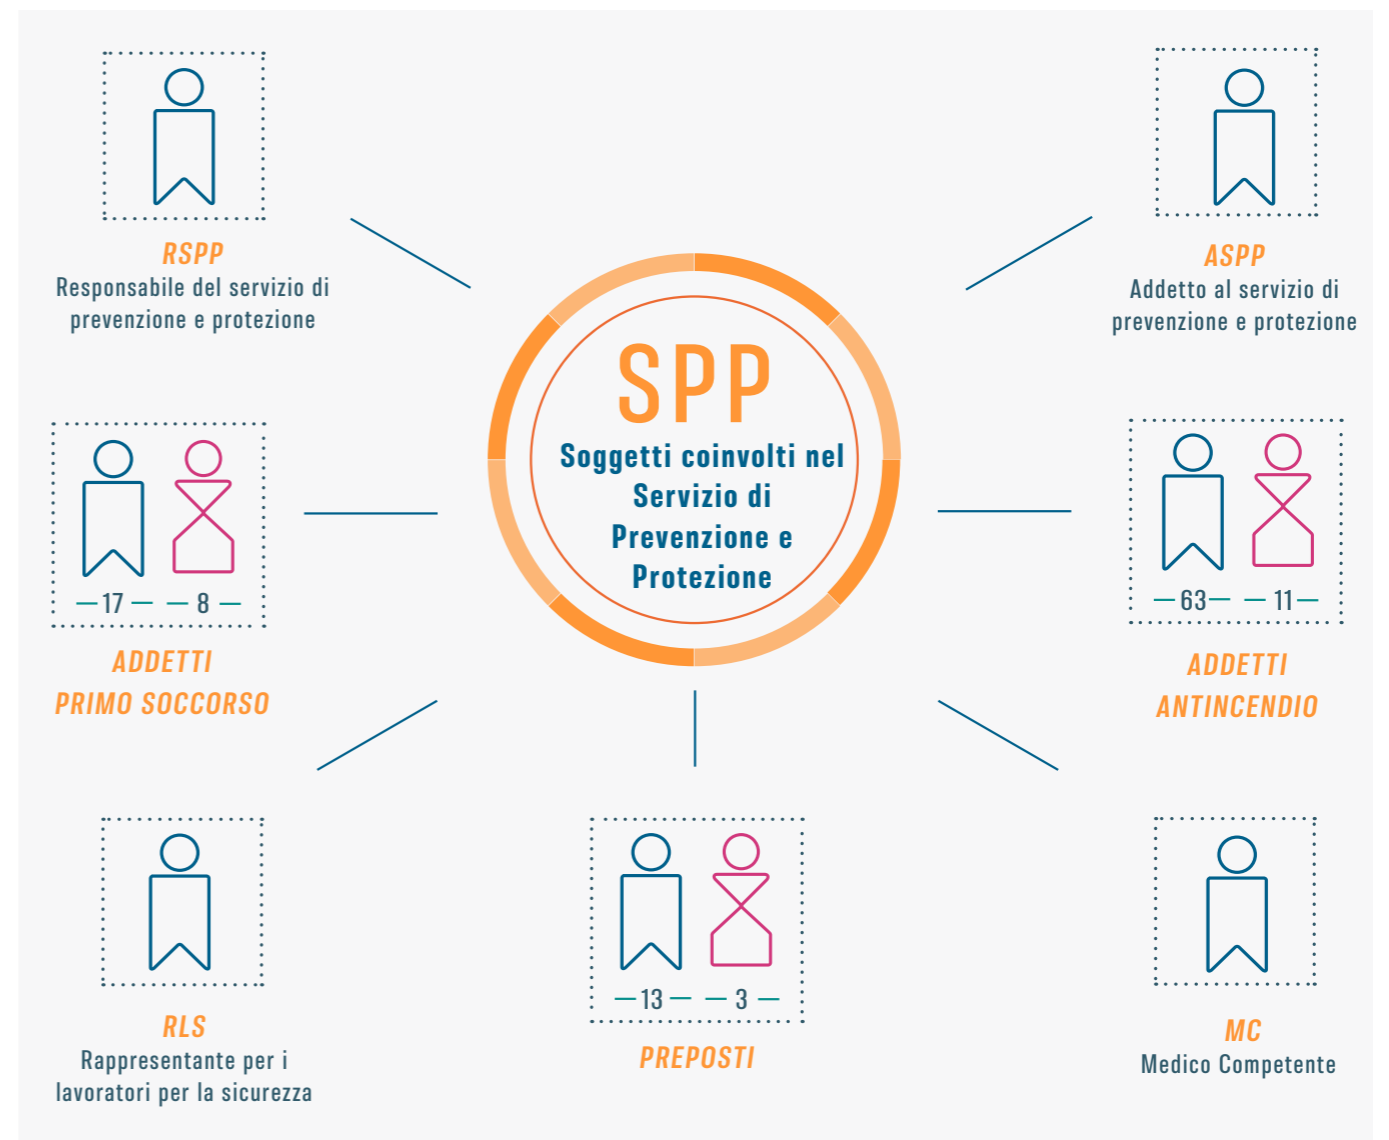 RSPP
Responsabile del servizio di
prevenzione e protezione
ASPP
Addetto al servizio di
prevenzione e protezione
SPP
Soggetti coinvolti nel
Servizio di
Prevenzione e
Protezione
17 8
ADDETTI
PRIMO SOCCORSO
63 11
ADDETTI
ANTINCENDIO
RLS
Rappresentante per i
lavoratori per la sicurezza
13 3
PREPOSTI
MC
Medico Competente